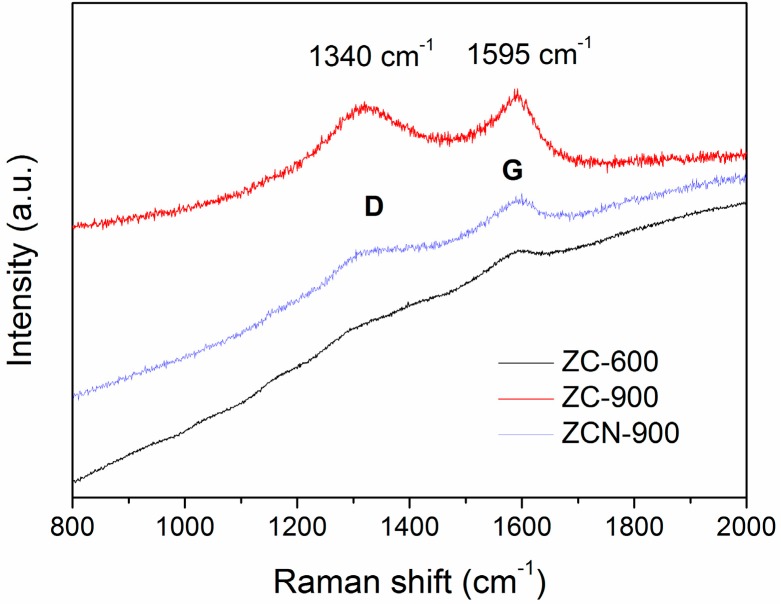 1340 cm⁻¹ 1595 cm⁻¹
G
D
Intensity (a.u.)
ZC-600
ZC-900
ZCN-900
800 1000 1200 1400 1600 1800 2000
Raman shift (cm⁻¹)